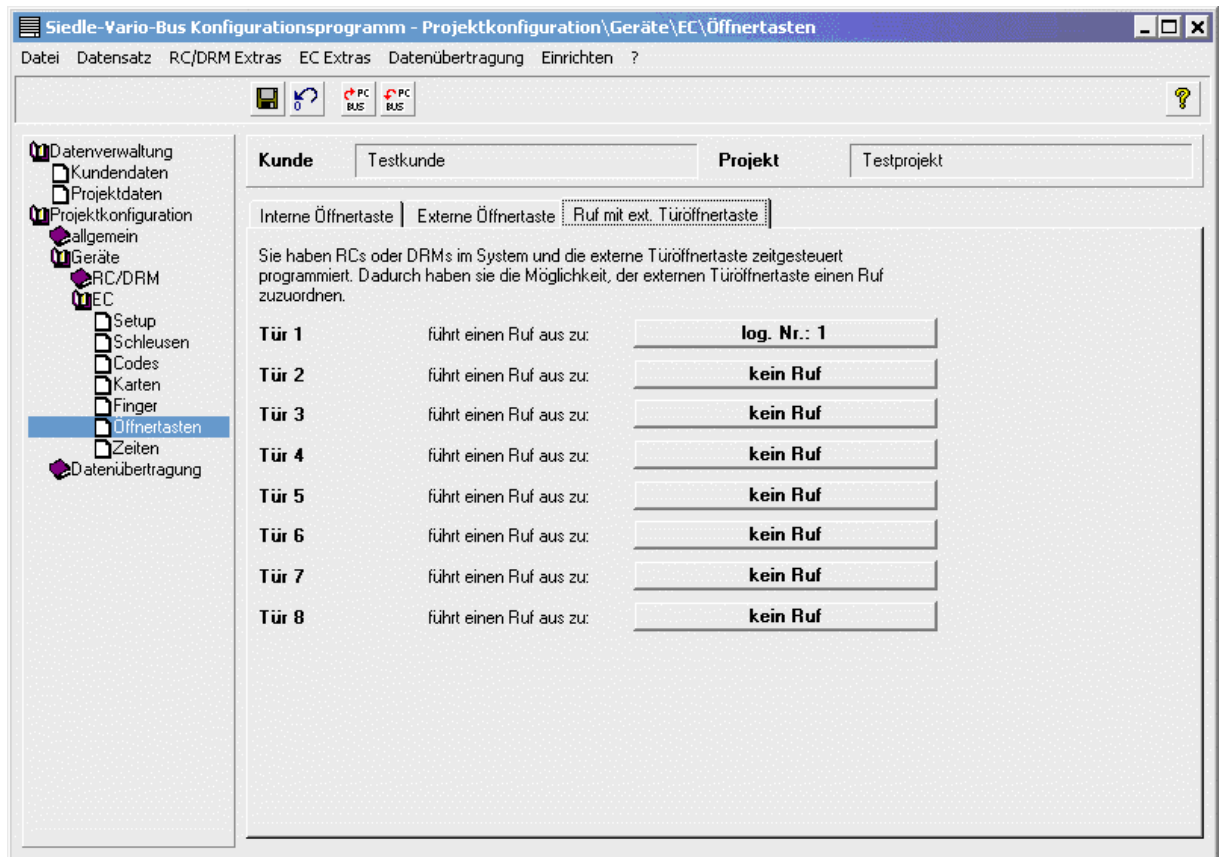 Siedle-Vario-Bus Konfigurationsprogramm - Projektkonfiguration\Geräte\EC\Öffnertasten
Datei Datensatz RC/DRM Extras EC Extras Datenübertragung Einrichten ?
0 PC BUS PC BUS ?
Datenverwaltung
Kundendaten
Projektdaten
Projektkonfiguration
allgemein
Geräte
RC/DRM
EC
Setup
Schleusen
Codes
Karten
Finger
Öffnertasten
Zeiten
Datenübertragung
Kunde Testkunde Projekt Testprojekt
Interne Öffnertaste Externe Öffnertaste Ruf mit ext. Türöffnertaste
Sie haben RCs oder DRMs im System und die externe Türöffnertaste zeitgesteuert
programmiert. Dadurch haben sie die Möglichkeit, der externen Türöffnertaste einen Ruf
zuzuordnen.
Tür 1 führt einen Ruf aus zu: log. Nr.: 1
Tür 2 führt einen Ruf aus zu: kein Ruf
Tür 3 führt einen Ruf aus zu: kein Ruf
Tür 4 führt einen Ruf aus zu: kein Ruf
Tür 5 führt einen Ruf aus zu: kein Ruf
Tür 6 führt einen Ruf aus zu: kein Ruf
Tür 7 führt einen Ruf aus zu: kein Ruf
Tür 8 führt einen Ruf aus zu: kein Ruf